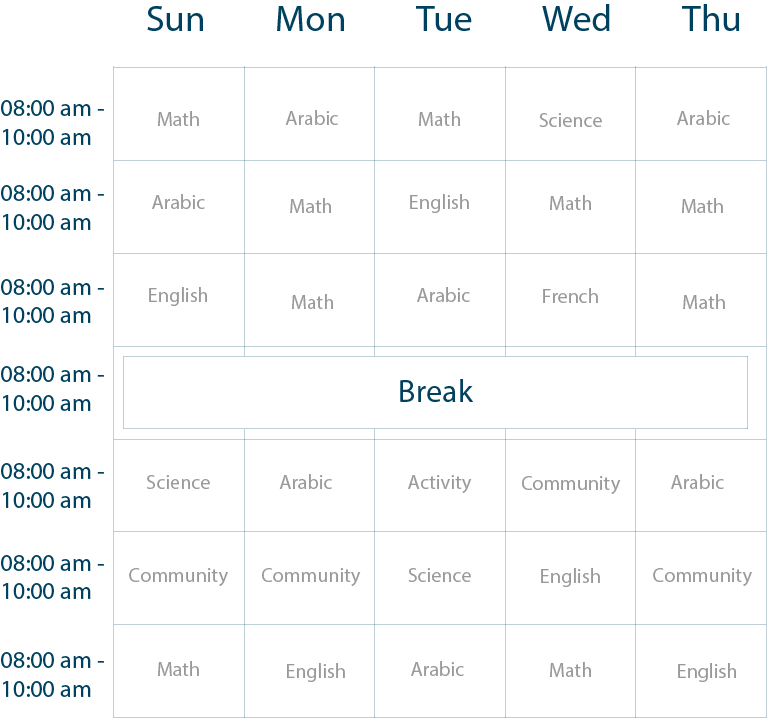 Sun Mon Tue Wed Thu
08:00 am -
10:00 am
Math Arabic Math Science Arabic
08:00 am -
10:00 am
Arabic Math English Math Math
08:00 am -
10:00 am
English Math Arabic French Math
08:00 am -
10:00 am
Break
08:00 am -
10:00 am
Science Arabic Activity Community Arabic
08:00 am -
10:00 am
Community Community Science English Community
08:00 am -
10:00 am
Math English Arabic Math English